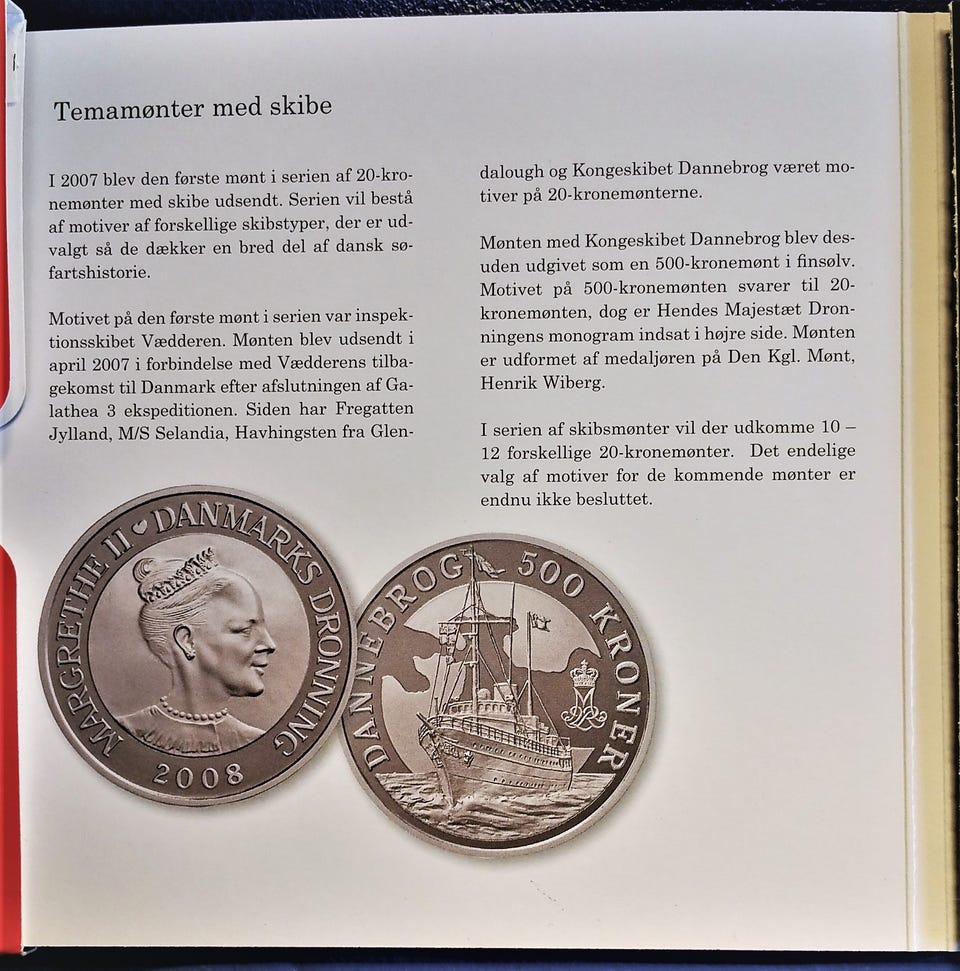 Temamønter med skibe
I 2007 blev den første mønt i serien af 20-kro-
nemønter med skibe udsendt. Serien vil bestå
af motiver af forskellige skibstyper, der er ud-
valgt så de dækker en bred del af dansk sø-
fartshistorie.
Motivet på den første mønt i serien var inspek-
tionsskibet Vædderen. Mønten blev udsendt i
april 2007 i forbindelse med Vædderens tilba-
gekomst til Danmark efter afslutningen af Ga-
lathea 3 ekspeditionen. Siden har Fregatten
Jylland, M/S Selandia, Havhingsten fra Glen-
dalough og Kongeskibet Dannebrog været mo-
tiver på 20-kronemønterne.
Mønten med Kongeskibet Dannebrog blev des-
uden udgivet som en 500-kronemønt i finsølv.
Motivet på 500-kronemønten svarer til 20-
kronemønten, dog er Hendes Majestæt Dron-
ningens monogram indsat i højre side. Mønten
er udformet af medaljøren på Den Kgl. Mønt,
Henrik Wiberg.
I serien af skibsmønter vil der udkomme 10 –
12 forskellige 20-kronemønter. Det endelige
valg af motiver for de kommende mønter er
endnu ikke besluttet.
MARGRETHE II ♥ DANMARKS DRONNING
2008
DANNEBROG 500 KRONER